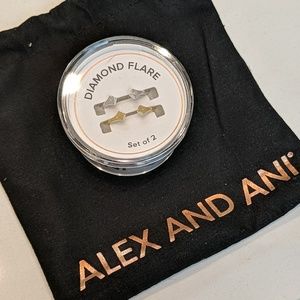 DIAMOND FLARE
Set of 2
ALEX AND ANI®